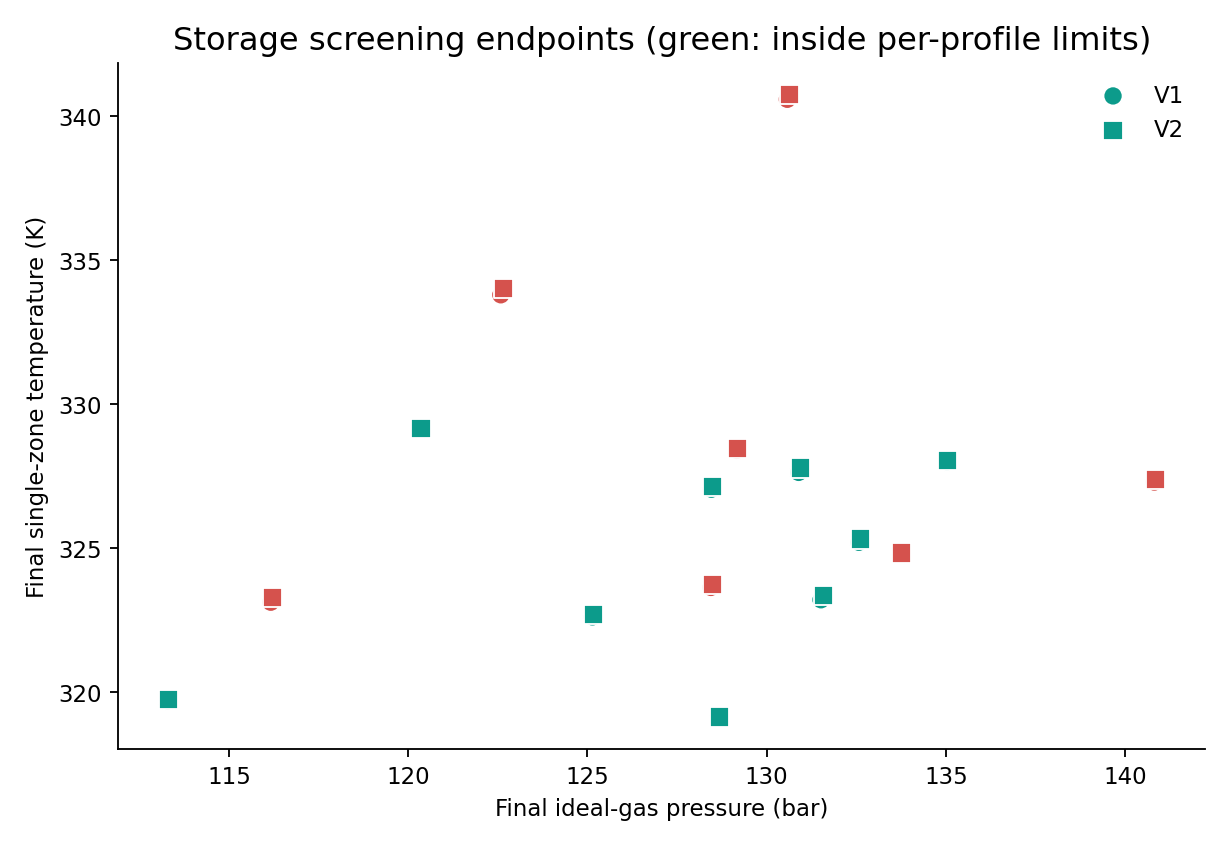 Storage screening endpoints (green: inside per-profile limits)
V1
V2
340
335
330
325
320
Final single-zone temperature (K)
115
120
125
130
135
140
Final ideal-gas pressure (bar)